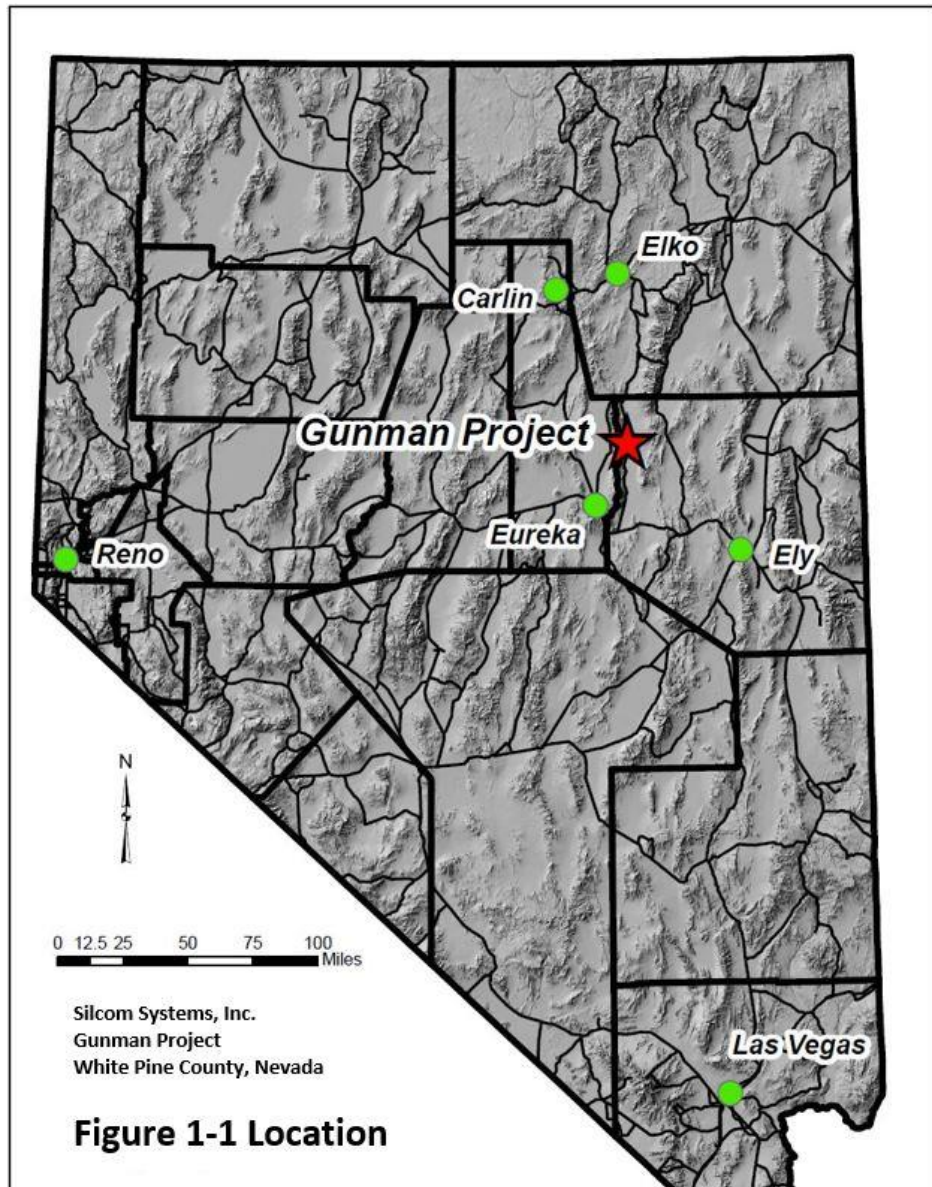 Elko
Carlin
Gunman Project
Eureka
Ely
Reno
N
0 12.5 25 50 75 100
Miles
Silcom Systems, Inc.
Gunman Project
White Pine County, Nevada
Las Vegas
Figure 1-1 Location